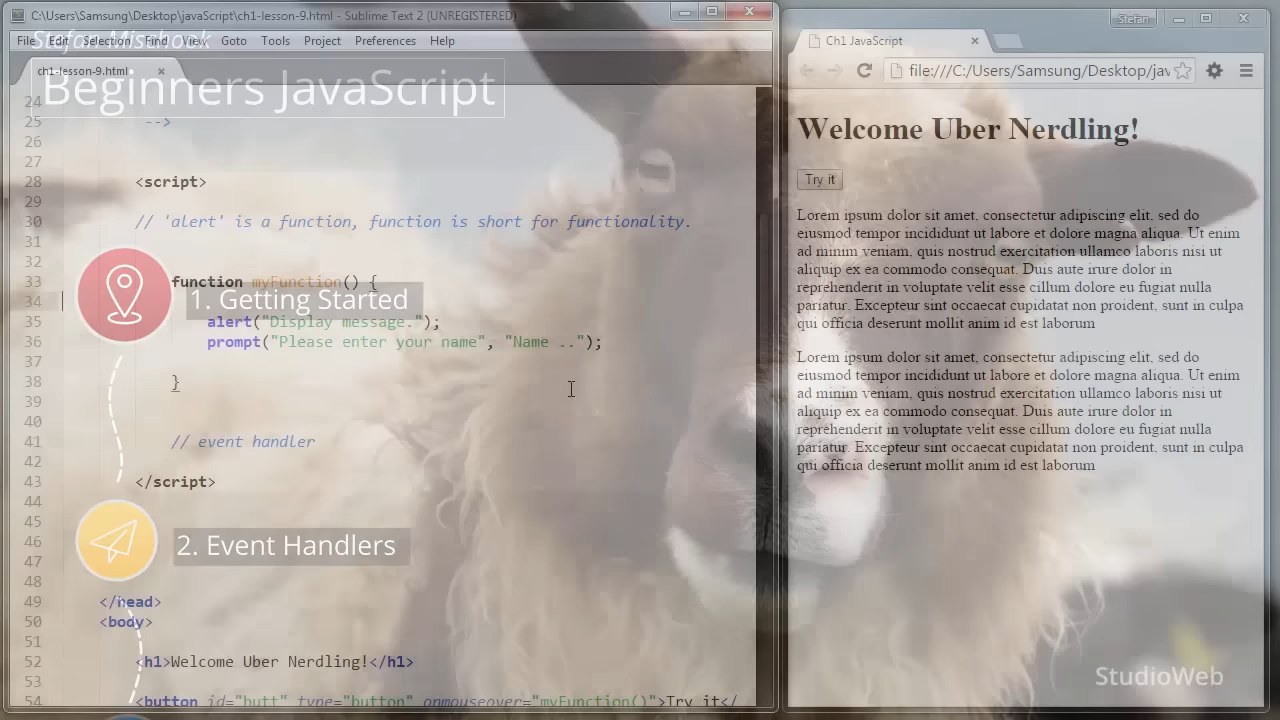 C:\Users\Samsung\Desktop\javaScript\ch1-lesson-9.html - Sublime Text 2 (UNREGISTERED)
File Edit Selection Find View Goto Tools Project Preferences Help
Stefan Mischook
ch1-lesson-9.html
Beginners JavaScript
24
25 -->
26
27
28 <script>
29
30 // 'alert' is a function, function is short for functionality.
31
32
33 function myFunction() {
34
1. Getting Started
35 alert("Display message.");
36 prompt("Please enter your name", "Name ..");
37
38 }
39
40
41 // event handler
42
43 </script>
44
45
46
2. Event Handlers
47
48
49 </head>
50 <body>
51
52 <h1>Welcome Uber Nerdling!</h1>
53
54 <button id="butt" type="button" onmouseover="myFunction()">Try it</
Stefan
Ch1 JavaScript
file:///C:/Users/Samsung/Desktop/jav
Welcome Uber Nerdling!
Try it
Lorem ipsum dolor sit amet, consectetur adipiscing elit, sed do
eiusmod tempor incididunt ut labore et dolore magna aliqua. Ut enim
ad minim veniam, quis nostrud exercitation ullamco laboris nisi ut
aliquip ex ea commodo consequat. Duis aute irure dolor in
reprehenderit in voluptate velit esse cillum dolore eu fugiat nulla
pariatur. Excepteur sint occaecat cupidatat non proident, sunt in culpa
qui officia deserunt mollit anim id est laborum
Lorem ipsum dolor sit amet, consectetur adipiscing elit, sed do
eiusmod tempor incididunt ut labore et dolore magna aliqua. Ut enim
ad minim veniam, quis nostrud exercitation ullamco laboris nisi ut
aliquip ex ea commodo consequat. Duis aute irure dolor in
reprehenderit in voluptate velit esse cillum dolore eu fugiat nulla
pariatur. Excepteur sint occaecat cupidatat non proident, sunt in culpa
qui officia deserunt mollit anim id est laborum
StudioWeb